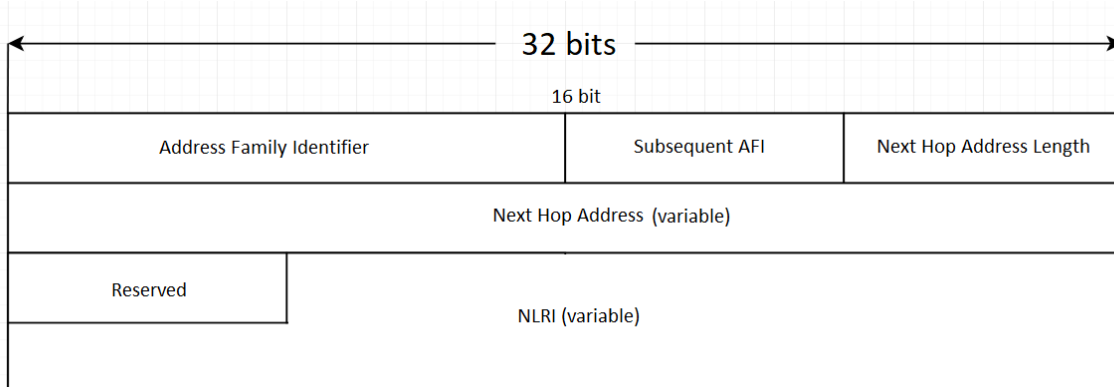 32 bits
16 bit
Address Family Identifier
Subsequent AFI
Next Hop Address Length
Next Hop Address (variable)
Reserved
NLRI (variable)